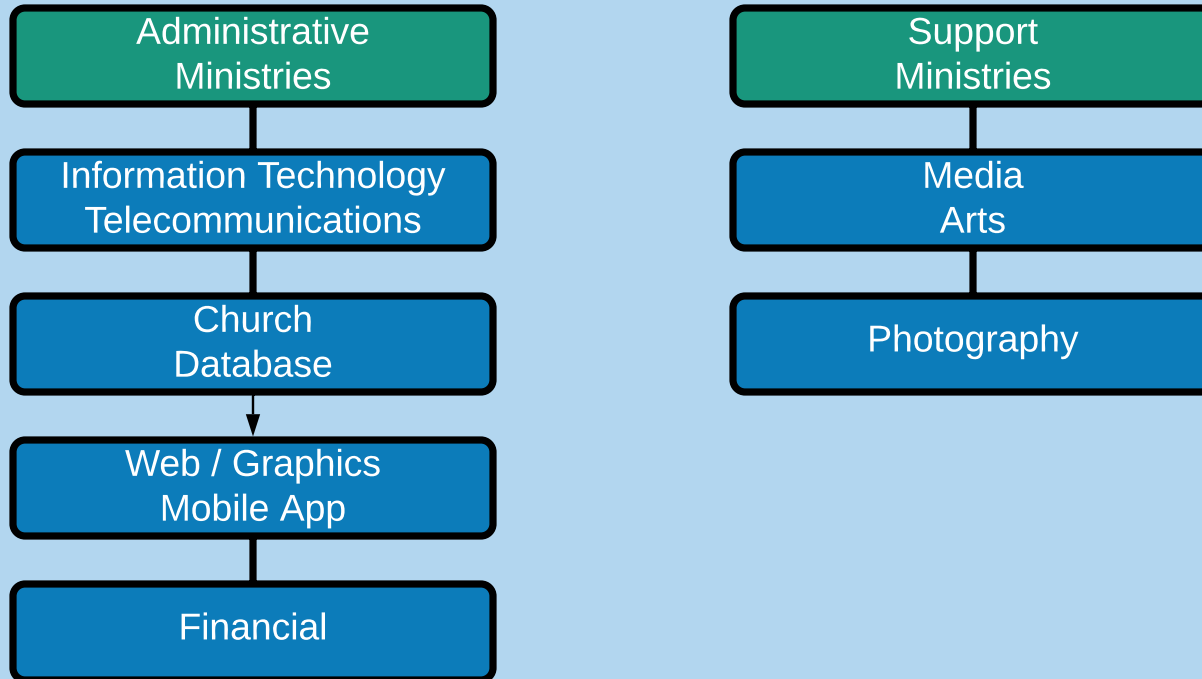 Administrative
Ministries
Information Technology
Telecommunications
Church
Database
Web / Graphics
Mobile App
Financial
Support
Ministries
Media
Arts
Photography